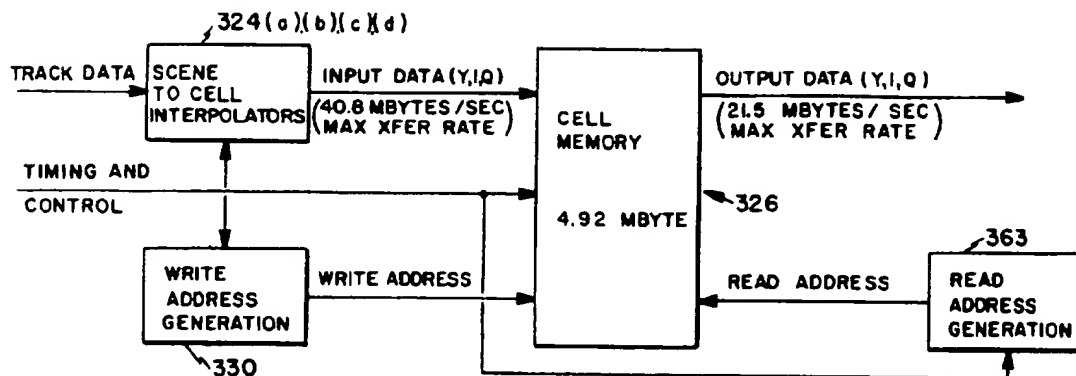 324(a)(b)(c)(d)
TRACK DATA
SCENE
TO CELL
INTERPOLATORS
INPUT DATA (Y,I,Q)
(40.8 MBYTES/SEC
MAX XFER RATE)
CELL
MEMORY
4.92 MBYTE
OUTPUT DATA (Y,I,Q)
(21.5 MBYTES/ SEC
MAX XFER RATE)
TIMING AND
CONTROL
326
363
WRITE
ADDRESS
GENERATION
WRITE ADDRESS
READ ADDRESS
READ
ADDRESS
GENERATION
330